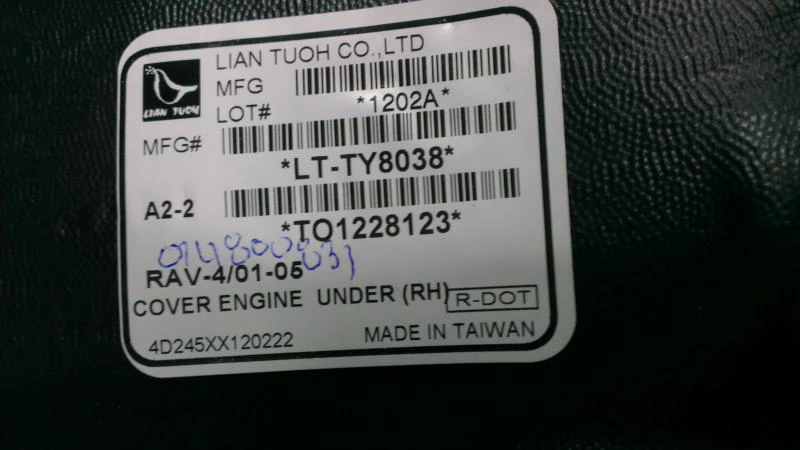 LIAN TUOH CO.,LTD
LIAN TUOH
MFG
LOT#
*1202A*
MFG#
*LT-TY8038*
A2-2
*TO1228123*
RAV-4/01-05
COVER ENGINE UNDER (RH) R-DOT
4D245XX120222 MADE IN TAIWAN